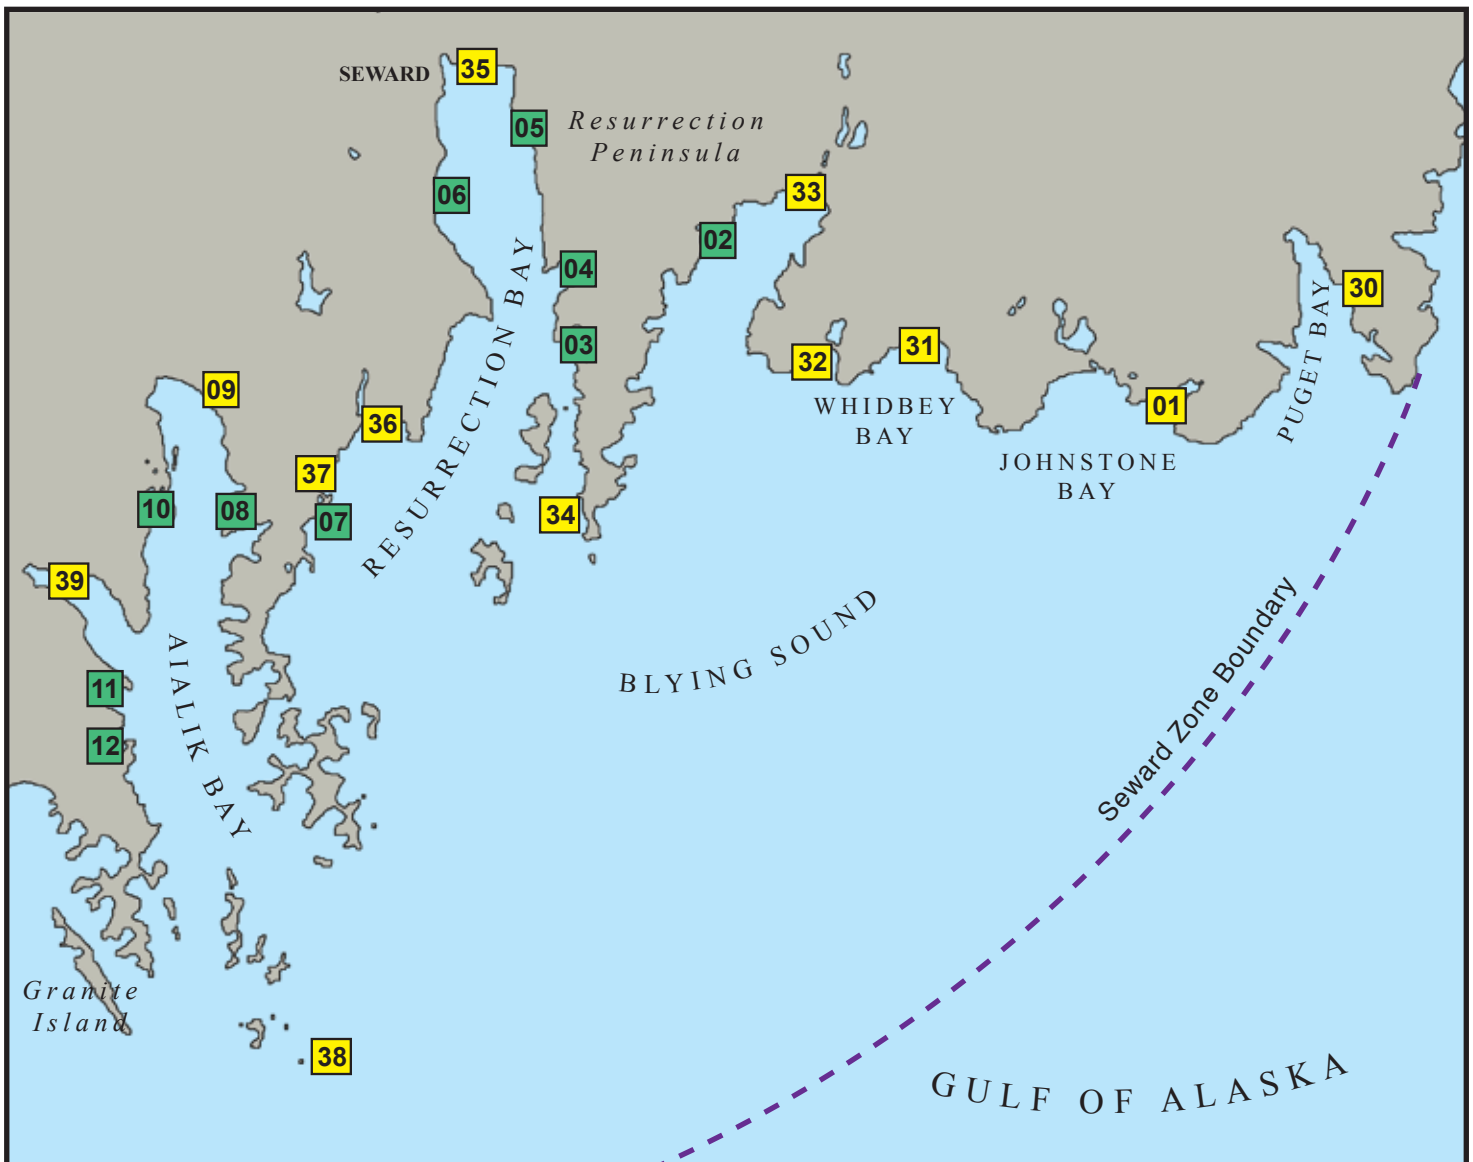 35
SEWARD
05
Resurrection
Peninsula
06
33
02
04
30
03
31
32
09
WHIDBEY
BAY
01
PUGET BAY
36
RESURRECTION BAY
JOHNSTONE
BAY
37
10
08
07
34
39
BLYING SOUND
Seward Zone Boundary
11
AIALIK BAY
12
Granite
Island
38
GULF OF ALASKA